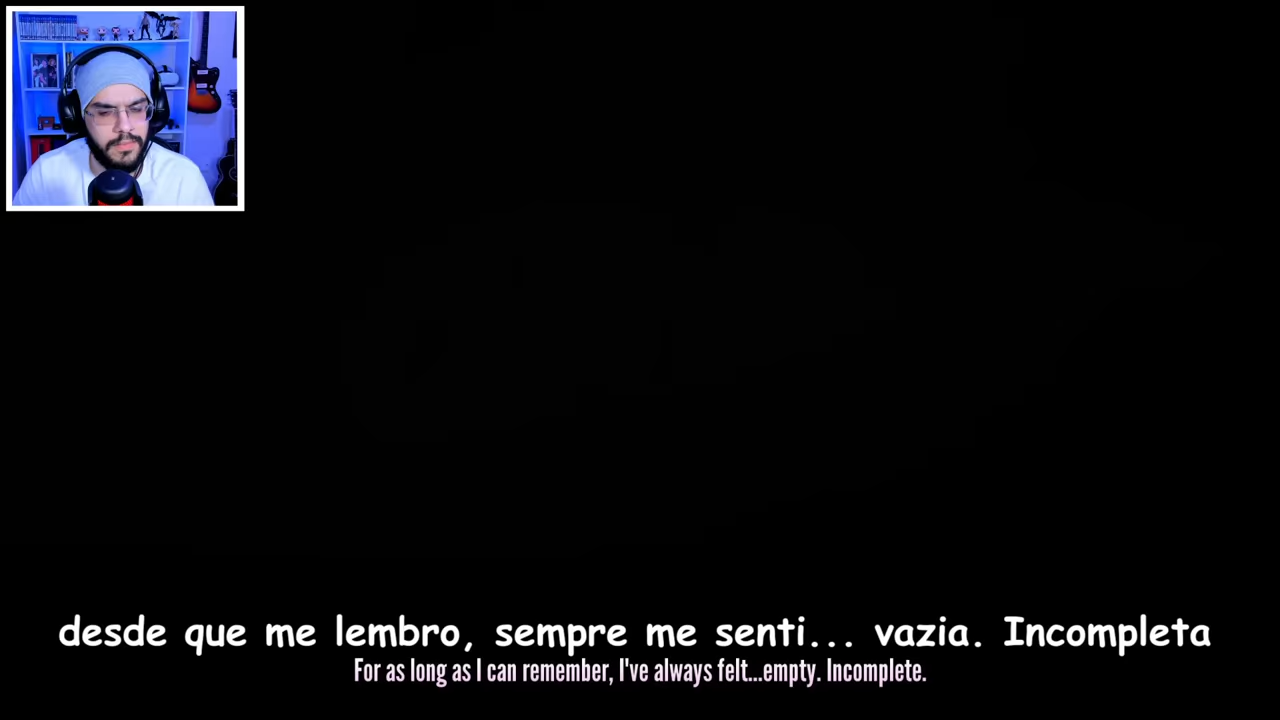 desde que me lembro, sempre me senti... vazia. Incompleta
For as long as I can remember, I've always felt...empty. Incomplete.